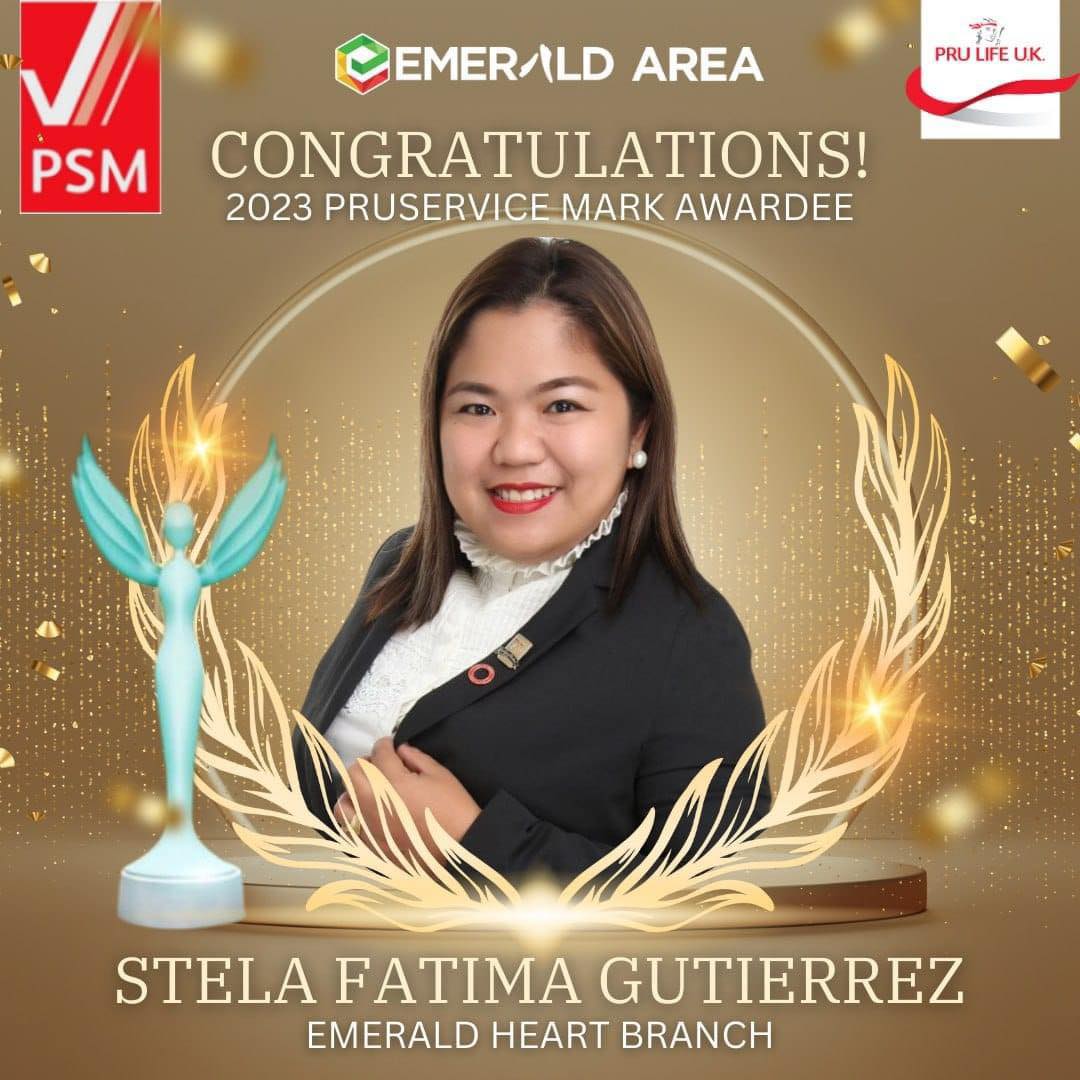 PSM
EMERALD AREA
PRU LIFE U.K.
CONGRATULATIONS!
2023 PRUSERVICE MARK AWARDEE
STELA FATIMA GUTIERREZ
EMERALD HEART BRANCH